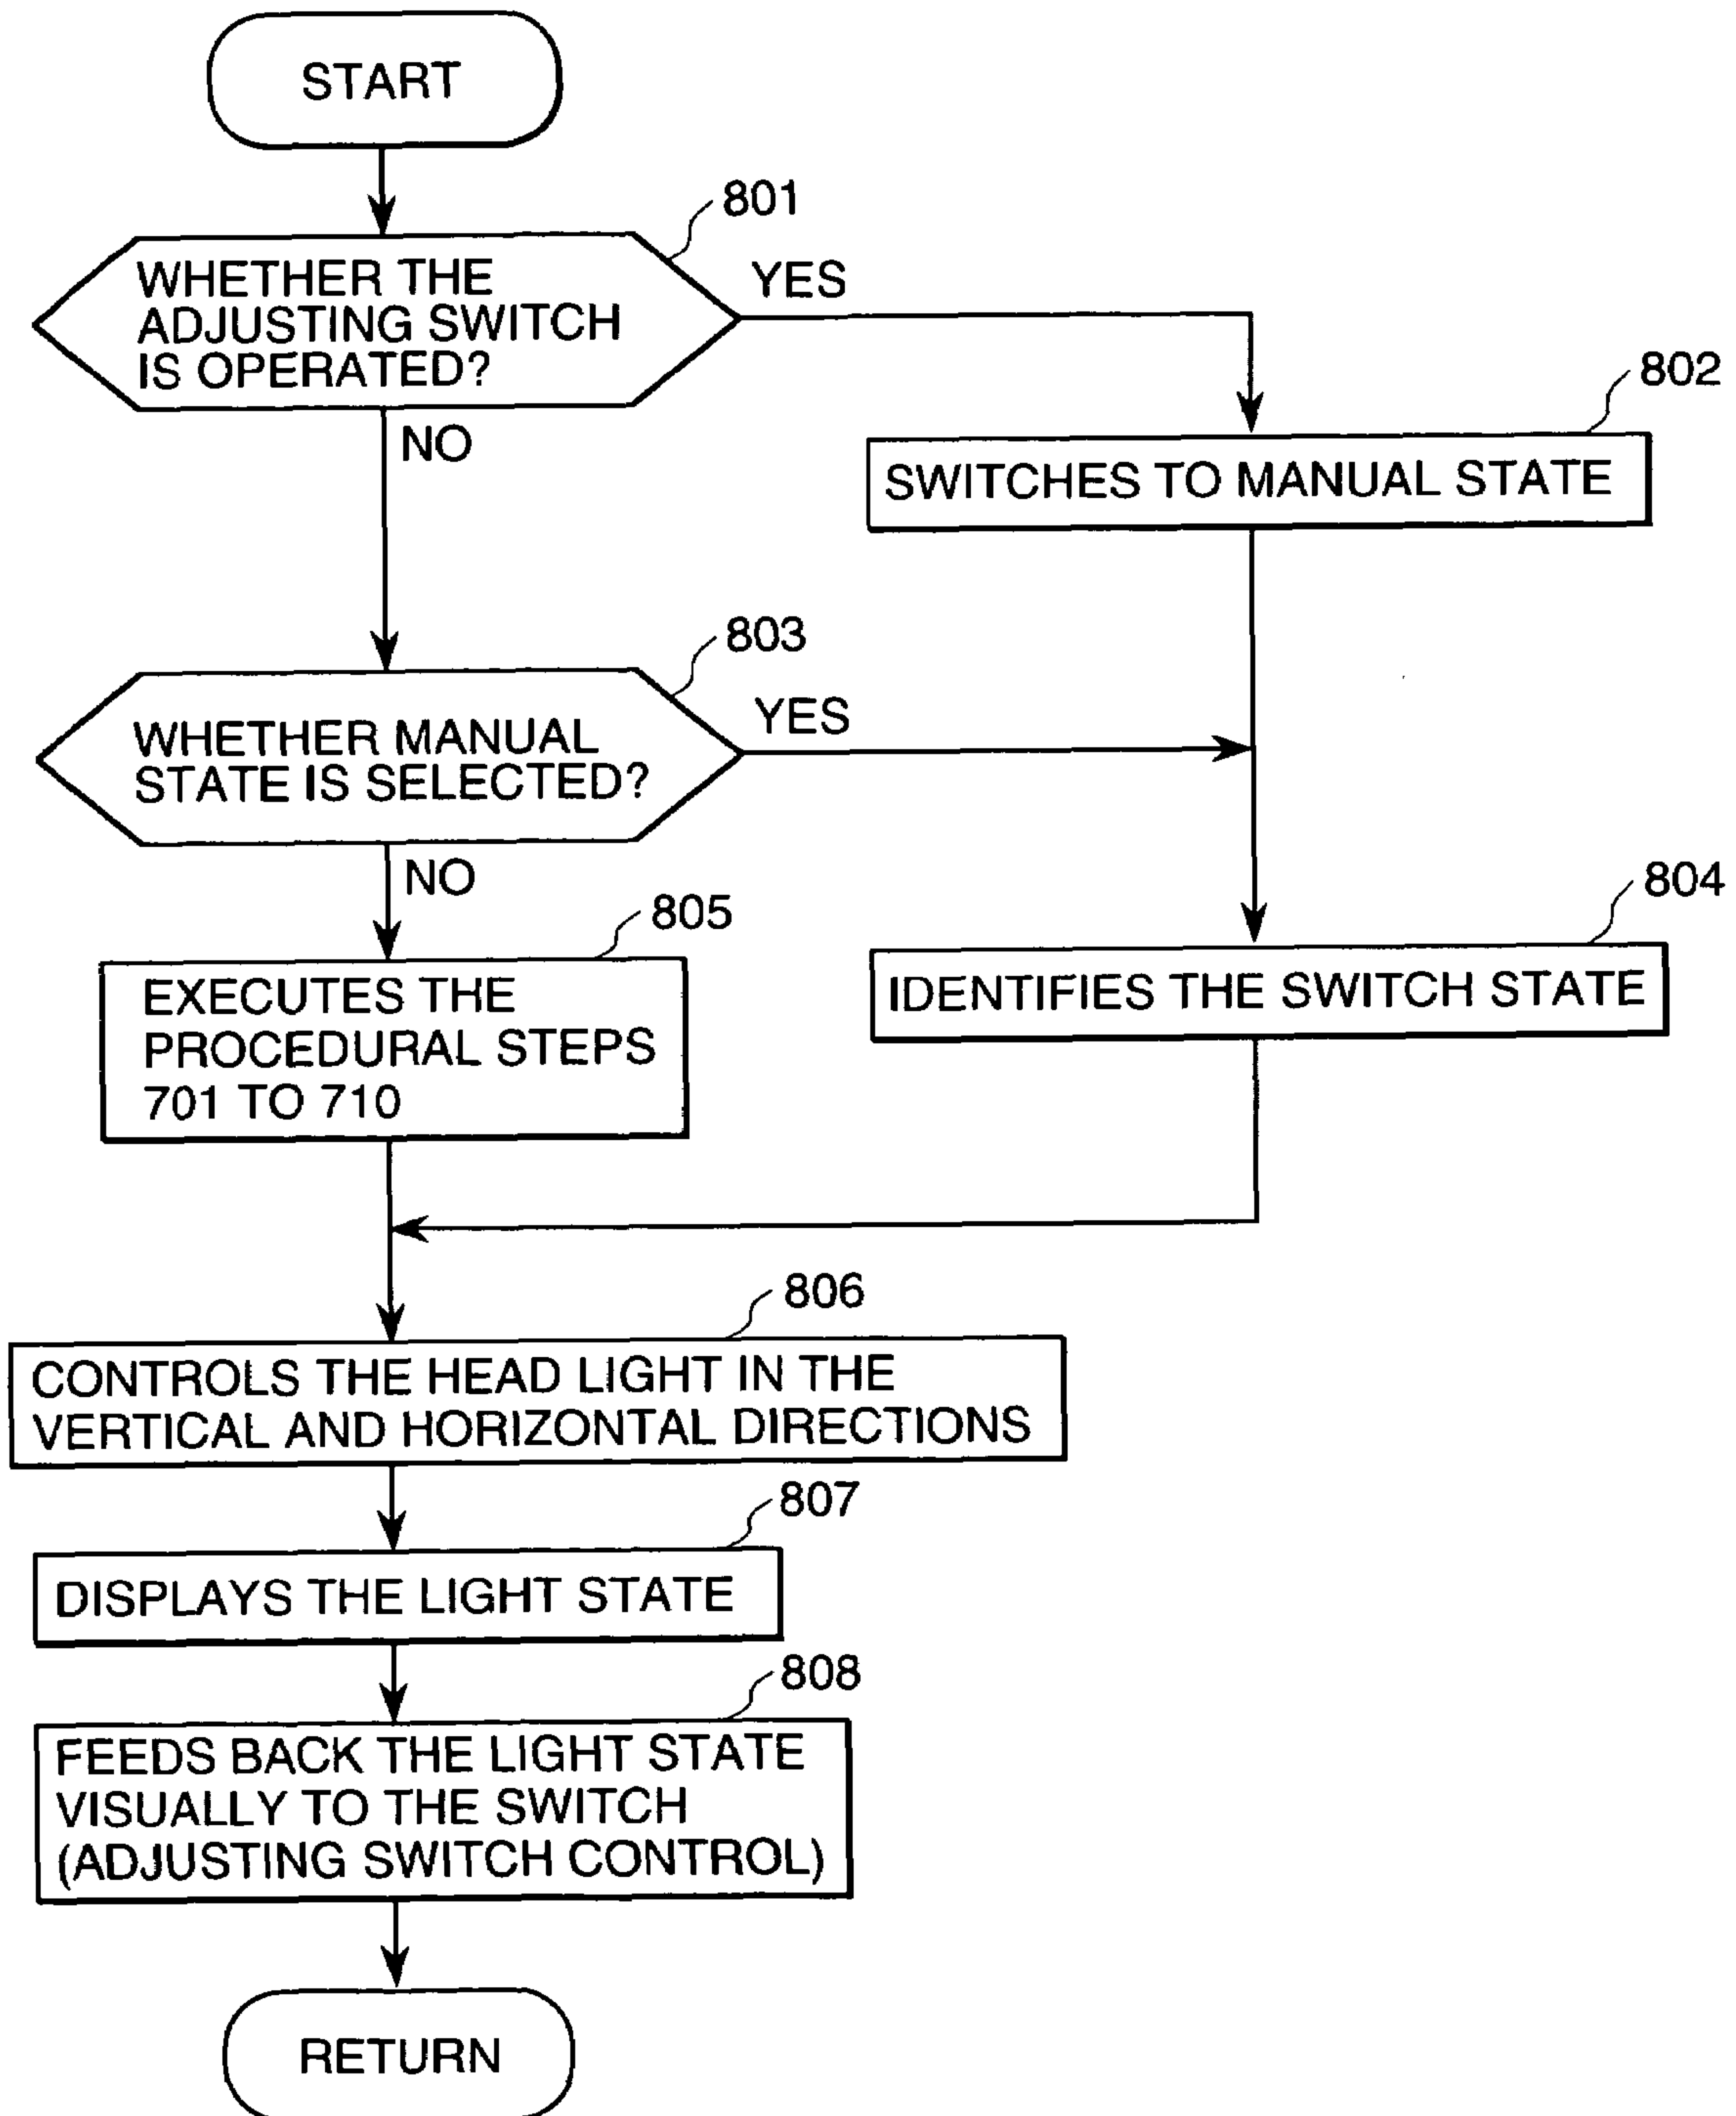 START
801
WHETHER THE
ADJUSTING SWITCH
IS OPERATED?
YES
NO
802
SWITCHES TO MANUAL STATE
803
WHETHER MANUAL
STATE IS SELECTED?
YES
NO
804
IDENTIFIES THE SWITCH STATE
805
EXECUTES THE
PROCEDURAL STEPS
701 TO 710
806
CONTROLS THE HEAD LIGHT IN THE
VERTICAL AND HORIZONTAL DIRECTIONS
807
DISPLAYS THE LIGHT STATE
808
FEEDS BACK THE LIGHT STATE
VISUALLY TO THE SWITCH
(ADJUSTING SWITCH CONTROL)
RETURN